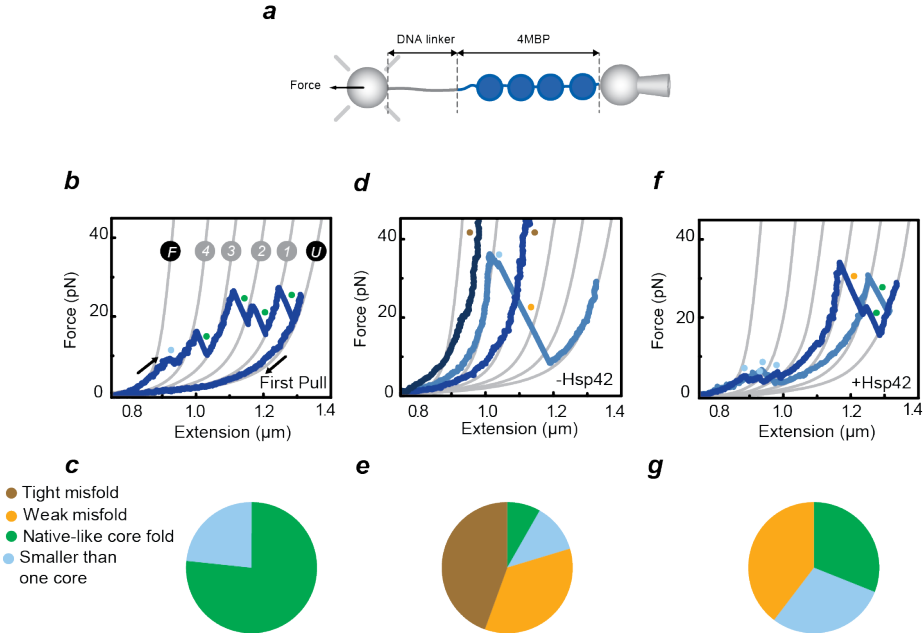 a
DNA linker
4MBP
Force
b
d
f
40
20
0
Force (pN)
F
4
3
2
1
U
First Pull
0.8
1.0
1.2
1.4
Extension (μm)
40
20
0
Force (pN)
-Hsp42
0.8
1.0
1.2
1.4
Extension (μm)
40
20
0
Force (pN)
+Hsp42
0.8
1.0
1.2
1.4
Extension (μm)
c
e
g
Tight misfold
Weak misfold
Native-like core fold
Smaller than
one core